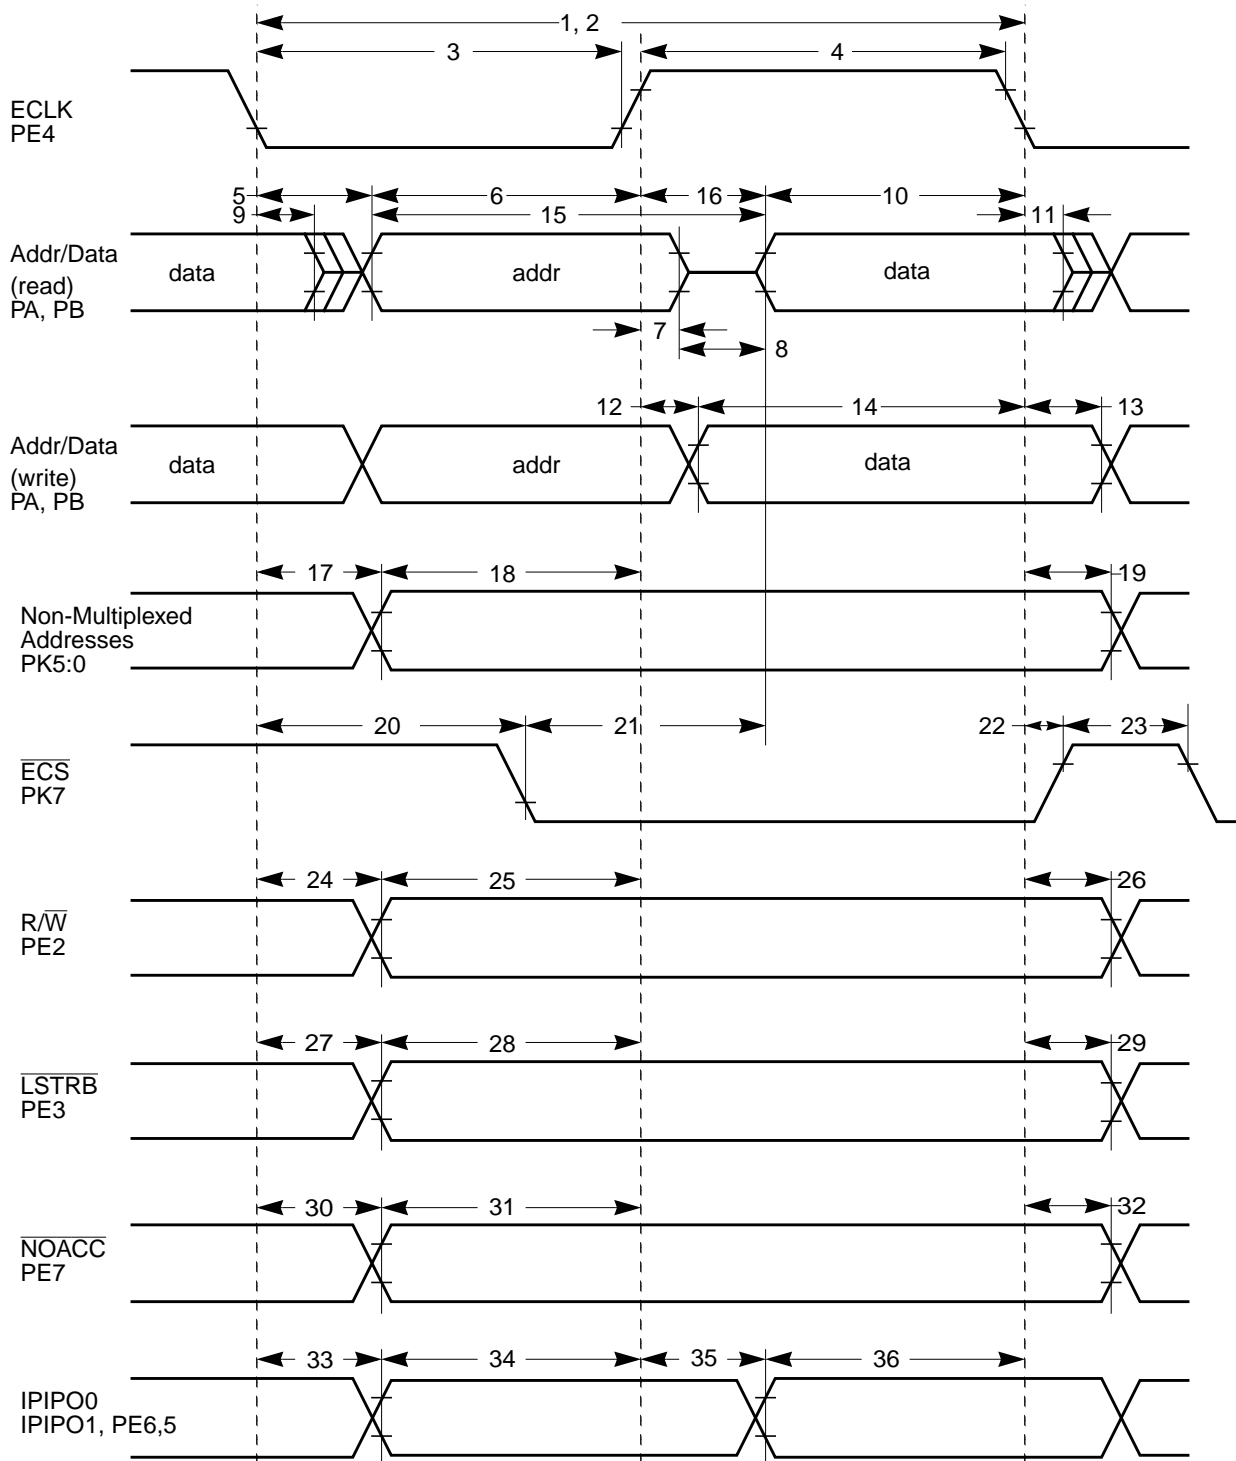 1, 2
3
4
ECLK
PE4
5
6
16
10
9
15
11
Addr/Data
(read)
PA, PB
data
addr
data
7
8
12
14
13
Addr/Data
(write)
PA, PB
data
addr
data
17
18
19
Non-Multiplexed
Addresses
PK5:0
20
21
22
23
ECS
PK7
24
25
26
R/W
PE2
27
28
29
LSTRB
PE3
30
31
32
NOACC
PE7
33
34
35
36
IPIPO0
IPIPO1, PE6,5